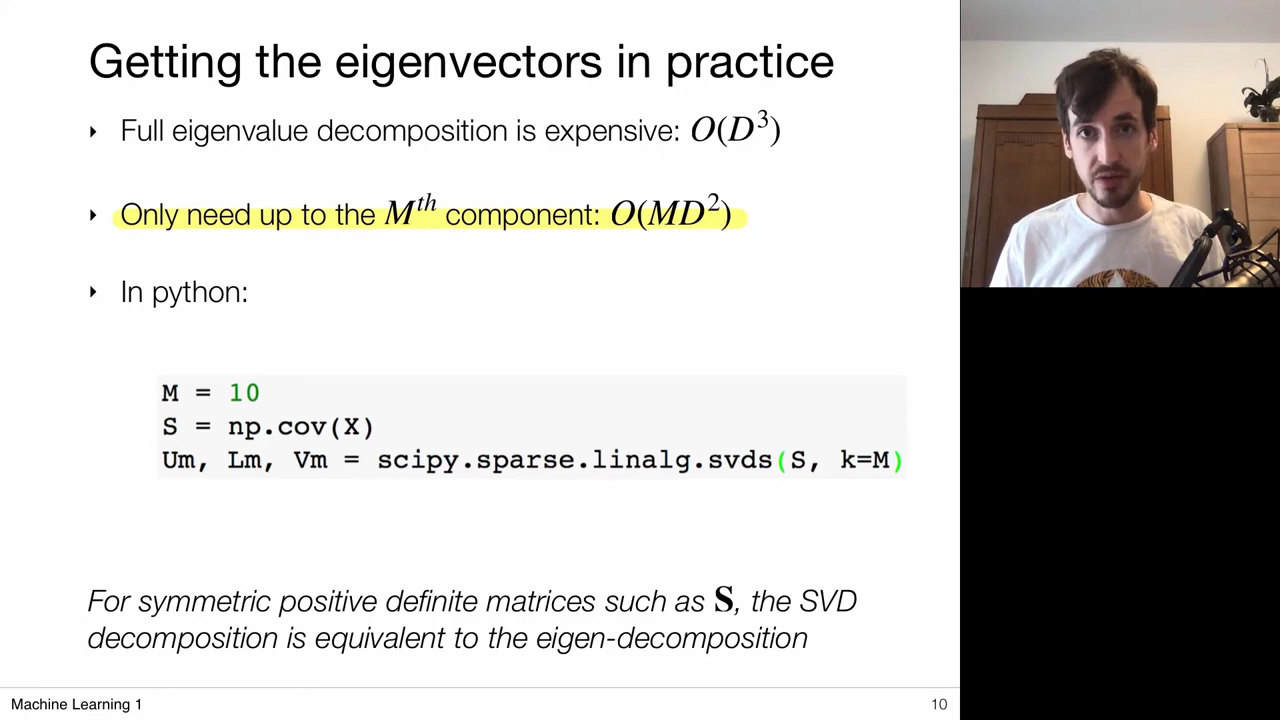 Getting the eigenvectors in practice
‣ Full eigenvalue decomposition is expensive: O(D³)
‣ Only need up to the Mᵗʰ component: O(MD²)
‣ In python:
M = 10
S = np.cov(X)
Um, Lm, Vm = scipy.sparse.linalg.svds(S, k=M)
For symmetric positive definite matrices such as S, the SVD
decomposition is equivalent to the eigen-decomposition
Machine Learning 1
10